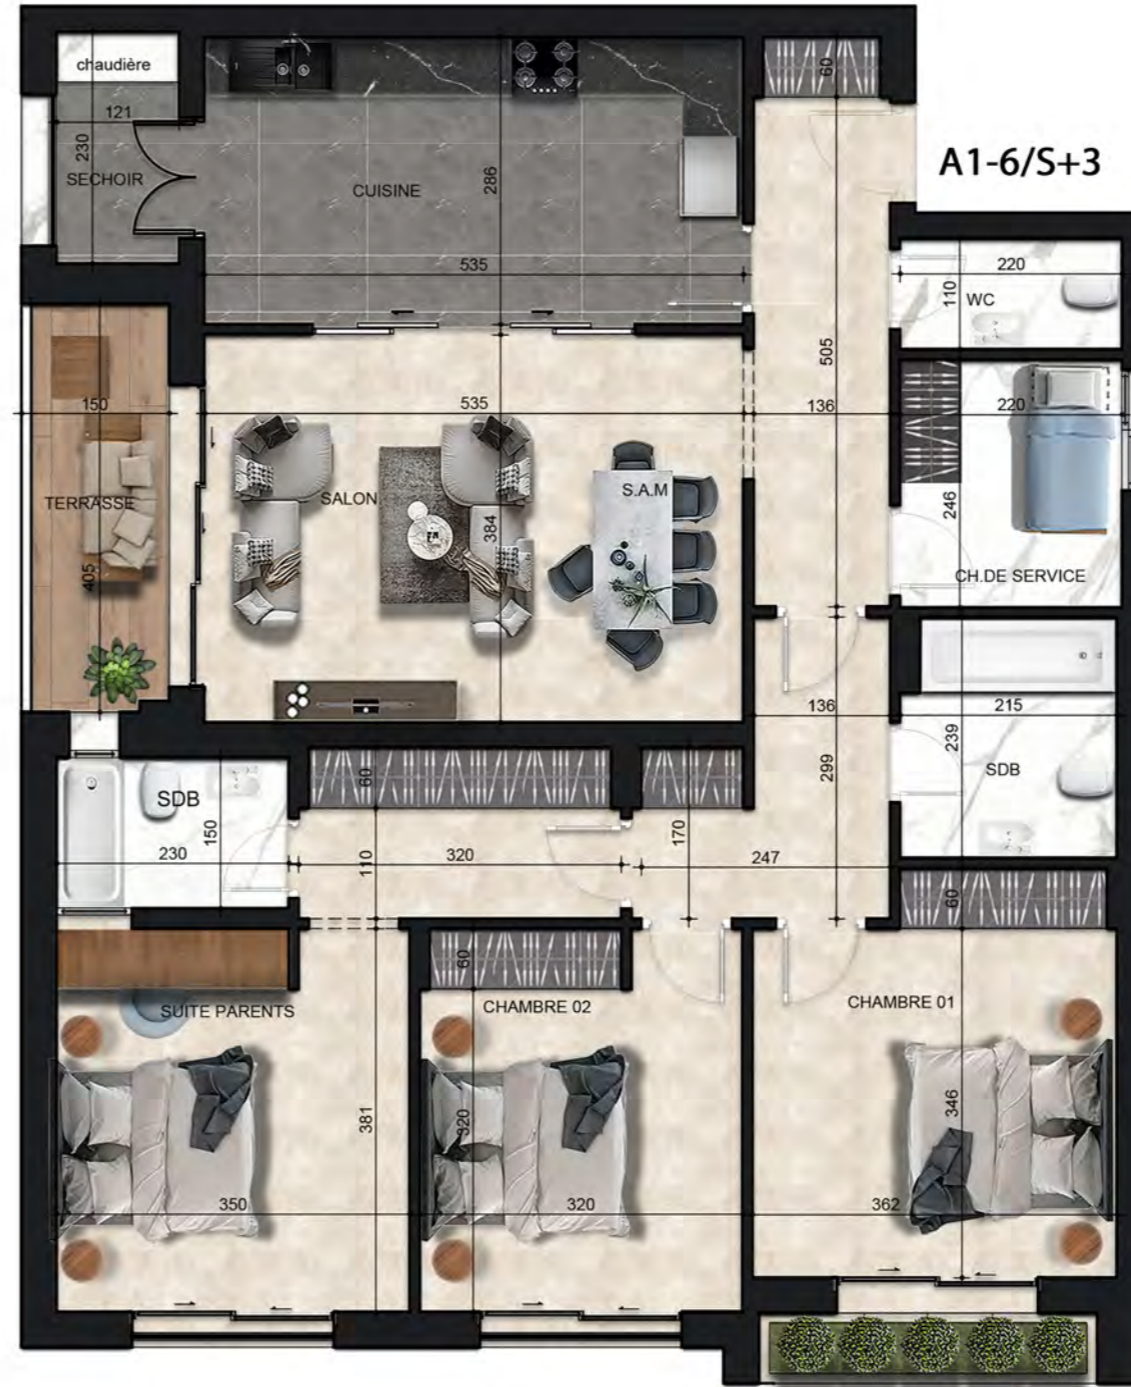 chaudière
60
121
230
SECHOIR
CUISINE
286
A1-6/S+3
535
220
110
WC
505
150
535
136
220
TERRASSE
SALON
S.A.M
384
246
405
CH.DE SERVICE
136
215
239
299
SDB
60
SDB
150
230
110
320
170
247
60
60
SUITE PARENTS
CHAMBRE 02
CHAMBRE 01
381
320
346
350
320
362